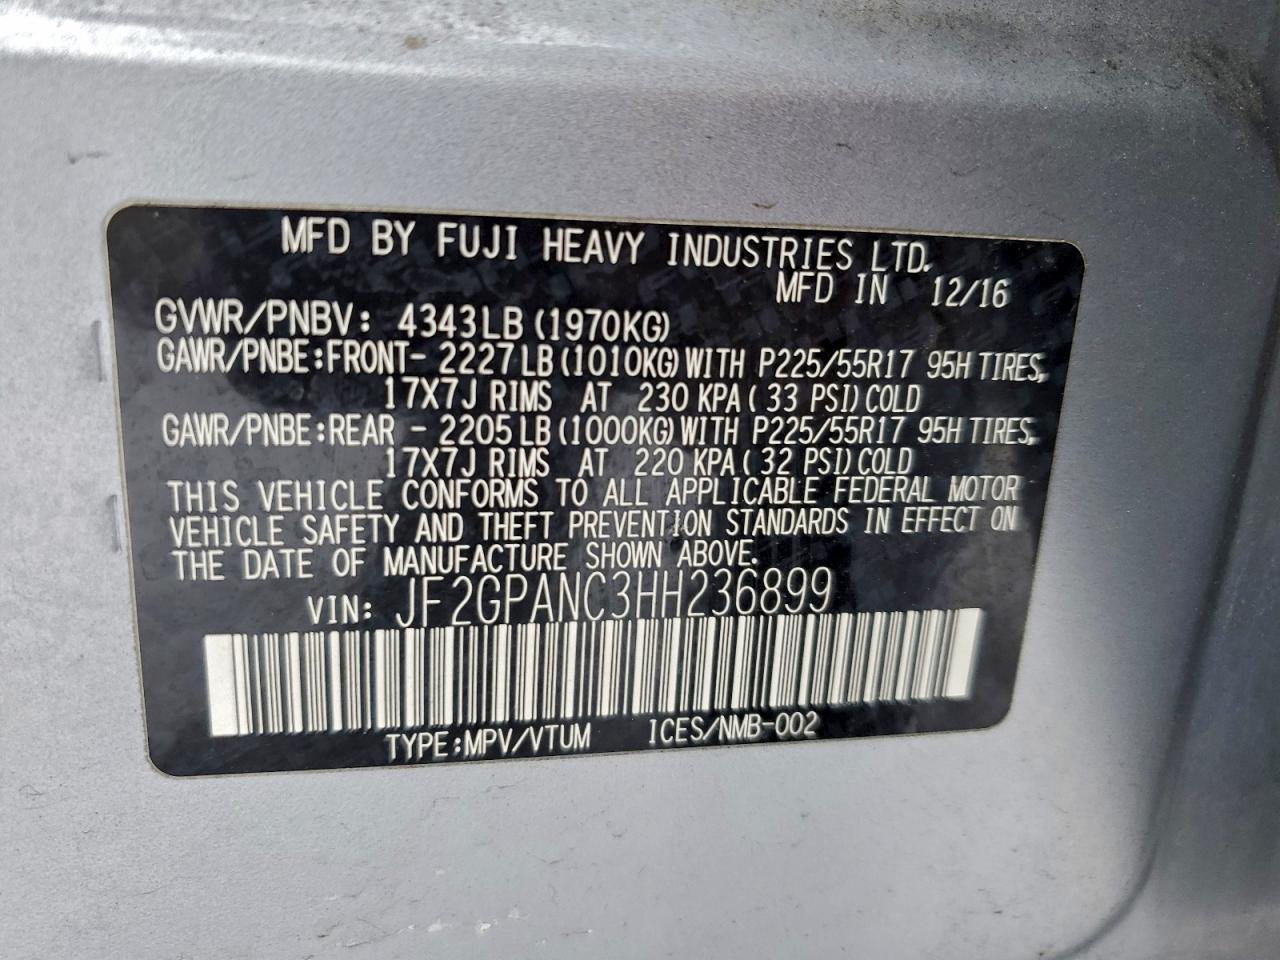 MFD BY FUJI HEAVY INDUSTRIES LTD.
MFD IN 12/16
GVWR/PNBV: 4343LB (1970KG)
GAWR/PNBE:FRONT- 2227LB (1010KG) WITH P225/55R17 95H TIRES,
17X7J RIMS AT 230 KPA ( 33 PSI) COLD
GAWR/PNBE:REAR - 2205LB (1000KG) WITH P225/55R17 95H TIRES,
17X7J RIMS AT 220 KPA ( 32 PSI) COLD
THIS VEHICLE CONFORMS TO ALL APPLICABLE FEDERAL MOTOR
VEHICLE SAFETY AND THEFT PREVENTION STANDARDS IN EFFECT ON
THE DATE OF MANUFACTURE SHOWN ABOVE.
VIN: JF2GPANC3HH236899
TYPE:MPV/VTUM ICES/NMB-002